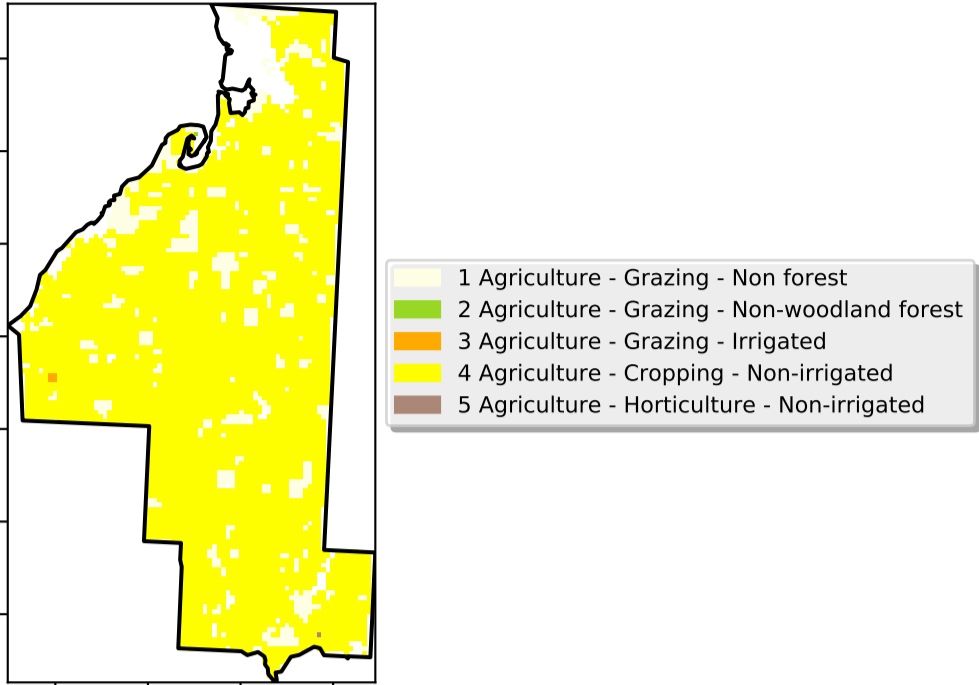 1 Agriculture - Grazing - Non forest
2 Agriculture - Grazing - Non-woodland forest
3 Agriculture - Grazing - Irrigated
4 Agriculture - Cropping - Non-irrigated
5 Agriculture - Horticulture - Non-irrigated